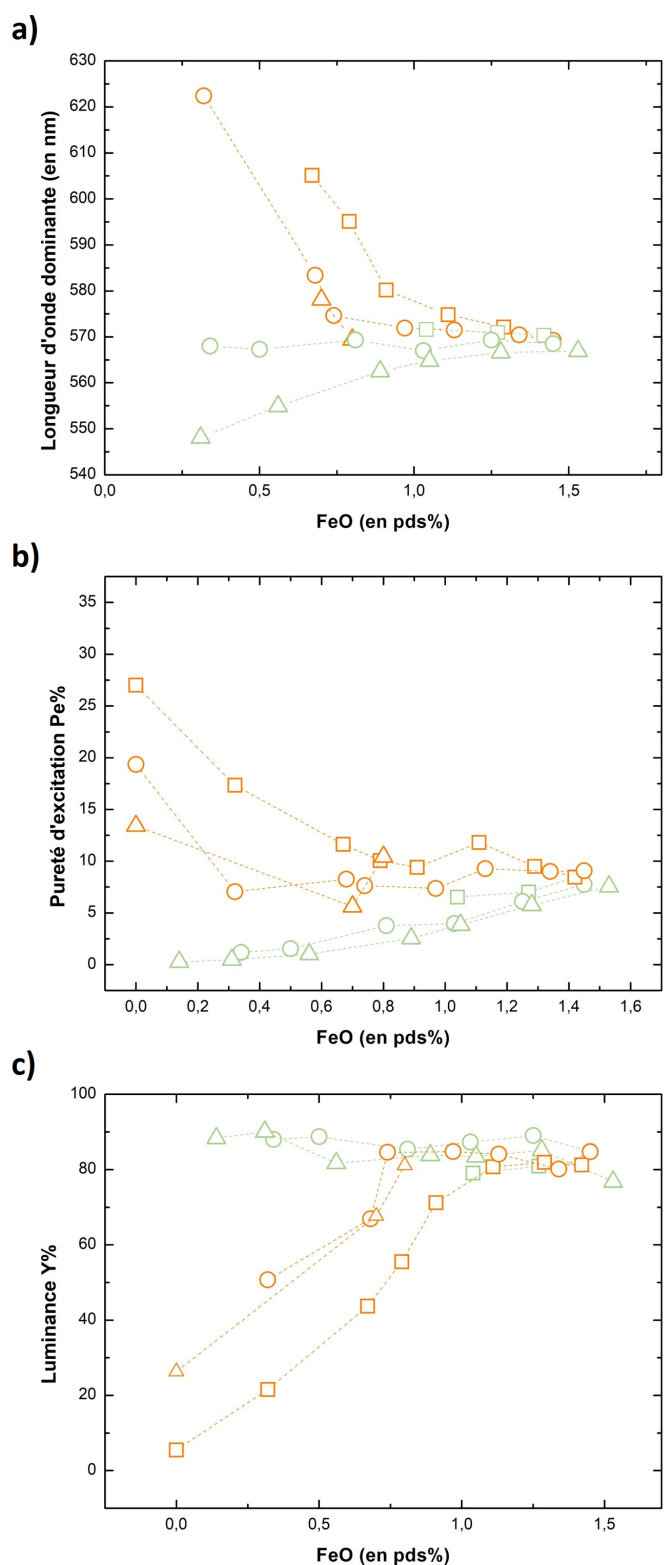 a)
630
620
610
600
590
580
570
560
550
540
Longueur d'onde dominante (en nm)
0,0 0,5 1,0 1,5
FeO (en pds%)
b)
35
30
25
20
15
10
5
0
Pureté d'excitation Pe%
0,0 0,2 0,4 0,6 0,8 1,0 1,2 1,4 1,6
FeO (en pds%)
c)
100
80
60
40
20
0
Luminance Y%
0,0 0,5 1,0 1,5
FeO (en pds%)